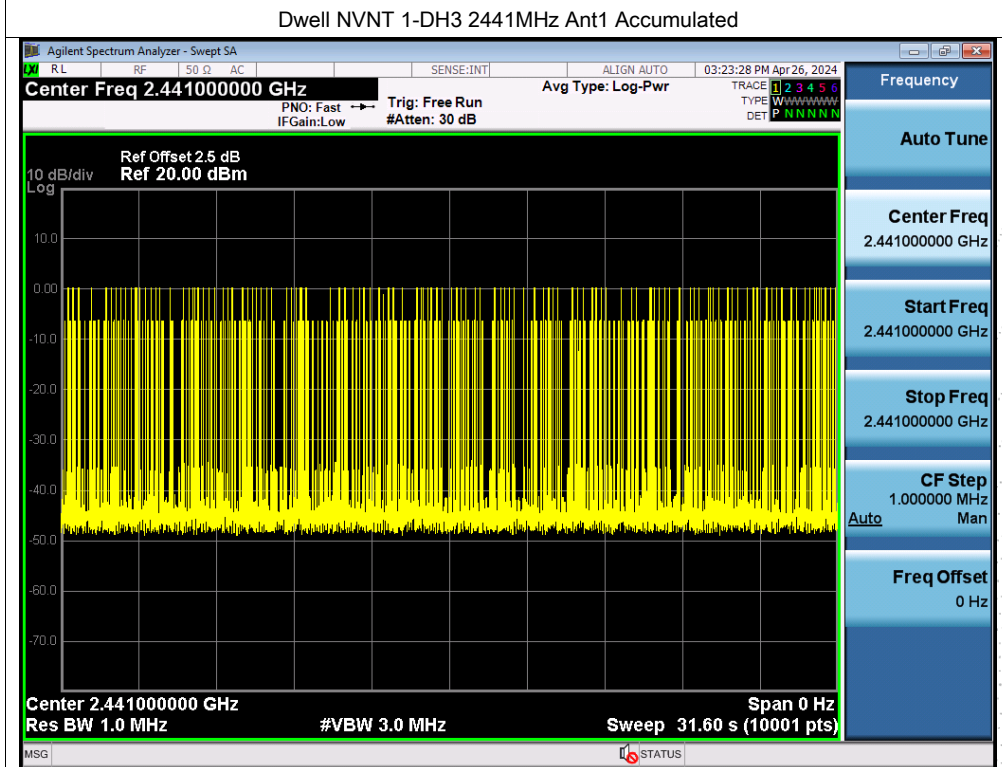 Dwell NVNT 1-DH3 2441MHz Ant1 Accumulated
Agilent Spectrum Analyzer - Swept SA
LXI RL RF 50 Ω AC SENSE:INT ALIGN AUTO 03:23:28 PM Apr 26, 2024
Center Freq 2.441000000 GHz
PNO: Fast
IFGain:Low
Trig: Free Run
#Atten: 30 dB
Avg Type: Log-Pwr
TRACE 1 2 3 4 5 6
TYPE WWWWWWW
DET P N N N N N
Ref Offset 2.5 dB
10 dB/div Ref 20.00 dBm
Log
10.0
0.00
-10.0
-20.0
-30.0
-40.0
-50.0
-60.0
-70.0
Center 2.441000000 GHz Span 0 Hz
Res BW 1.0 MHz #VBW 3.0 MHz Sweep 31.60 s (10001 pts)
MSG STATUS
Frequency
Auto Tune
Center Freq
2.441000000 GHz
Start Freq
2.441000000 GHz
Stop Freq
2.441000000 GHz
CF Step
1.000000 MHz
Auto Man
Freq Offset
0 Hz